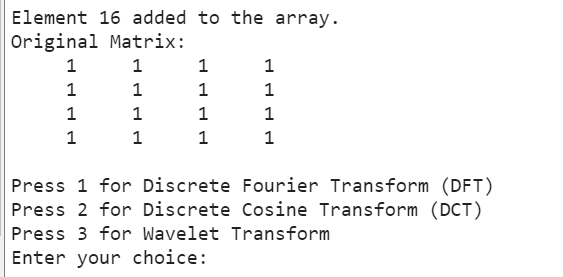 Element 16 added to the array.
Original Matrix:
1 1 1 1
1 1 1 1
1 1 1 1
1 1 1 1
Press 1 for Discrete Fourier Transform (DFT)
Press 2 for Discrete Cosine Transform (DCT)
Press 3 for Wavelet Transform
Enter your choice: